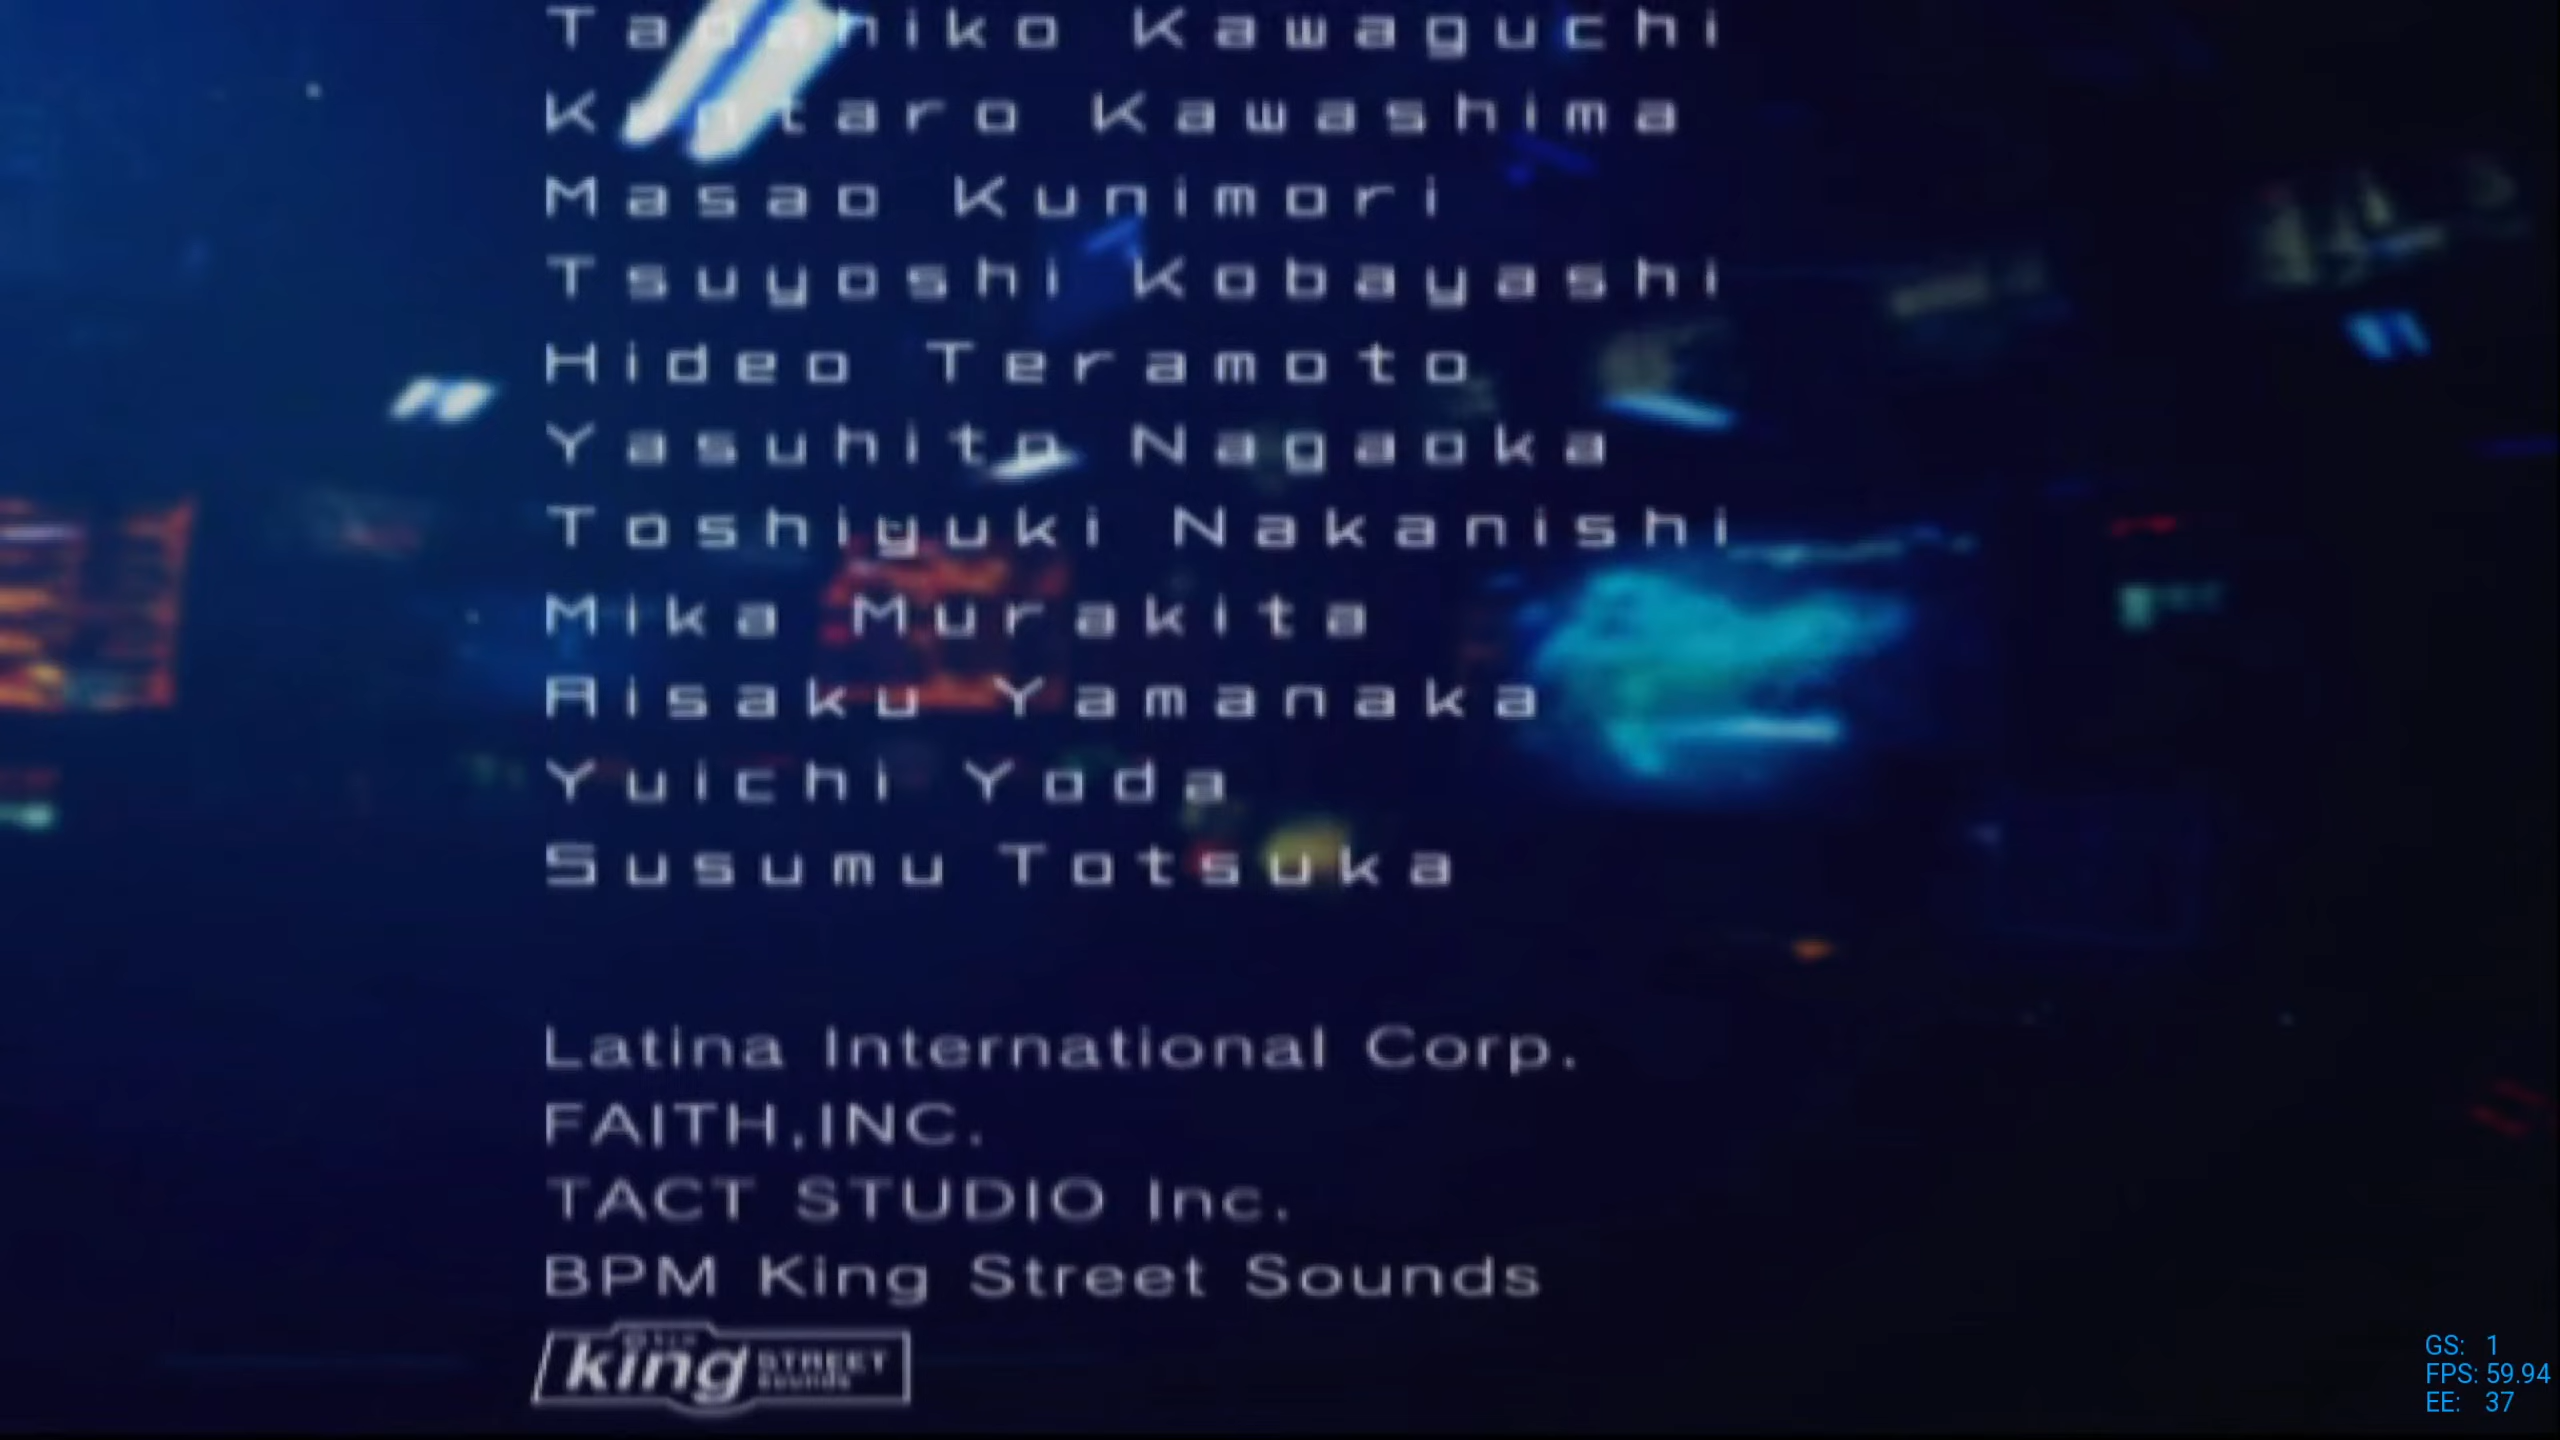 Kawaguchi
Kawashima
Masao Kunimori
Tsuyoshi Kobayashi
Hideo Teramoto
Yasuhito Nagaoka
Toshiyuki Nakanishi
Mika Murakita
Aisaku Yamanaka
Yuichi Yoda
Susumu Totsuka
Latina International Corp.
FAITH,INC.
TACT STUDIO Inc.
BPM King Street Sounds
king STREET
sounds
GS: 1
FPS: 59.94
EE: 37